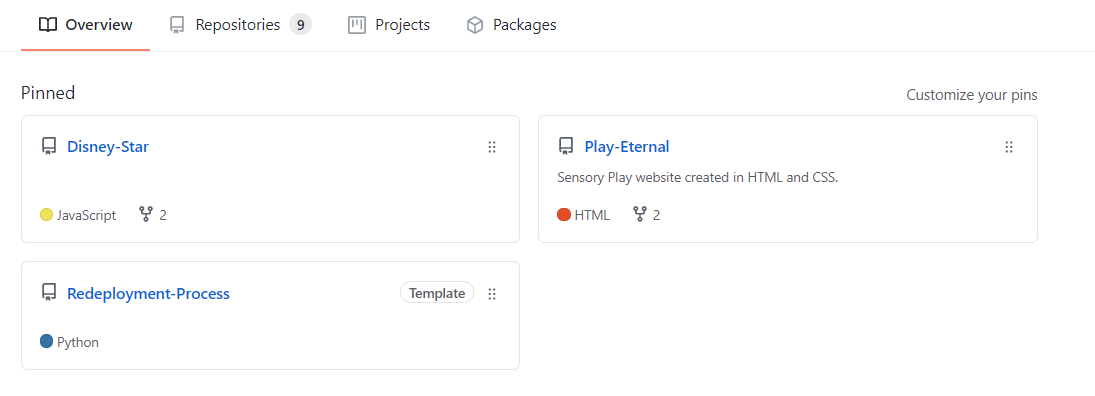 Overview Repositories 9 Projects Packages
Pinned
Customize your pins
Disney-Star
JavaScript 2
Play-Eternal
Sensory Play website created in HTML and CSS.
HTML 2
Redeployment-Process Template
Python